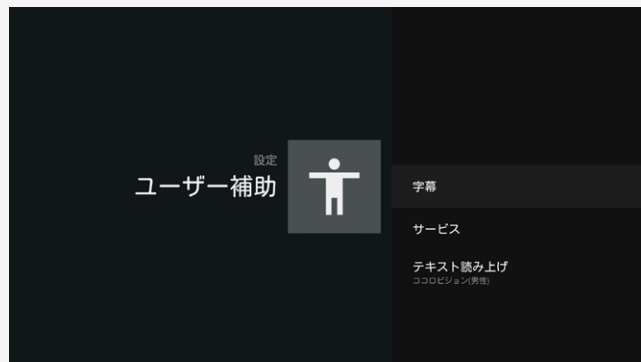 設定
ユーザー補助
字幕
サービス
テキスト読み上げ
ココロビジョン(男性)